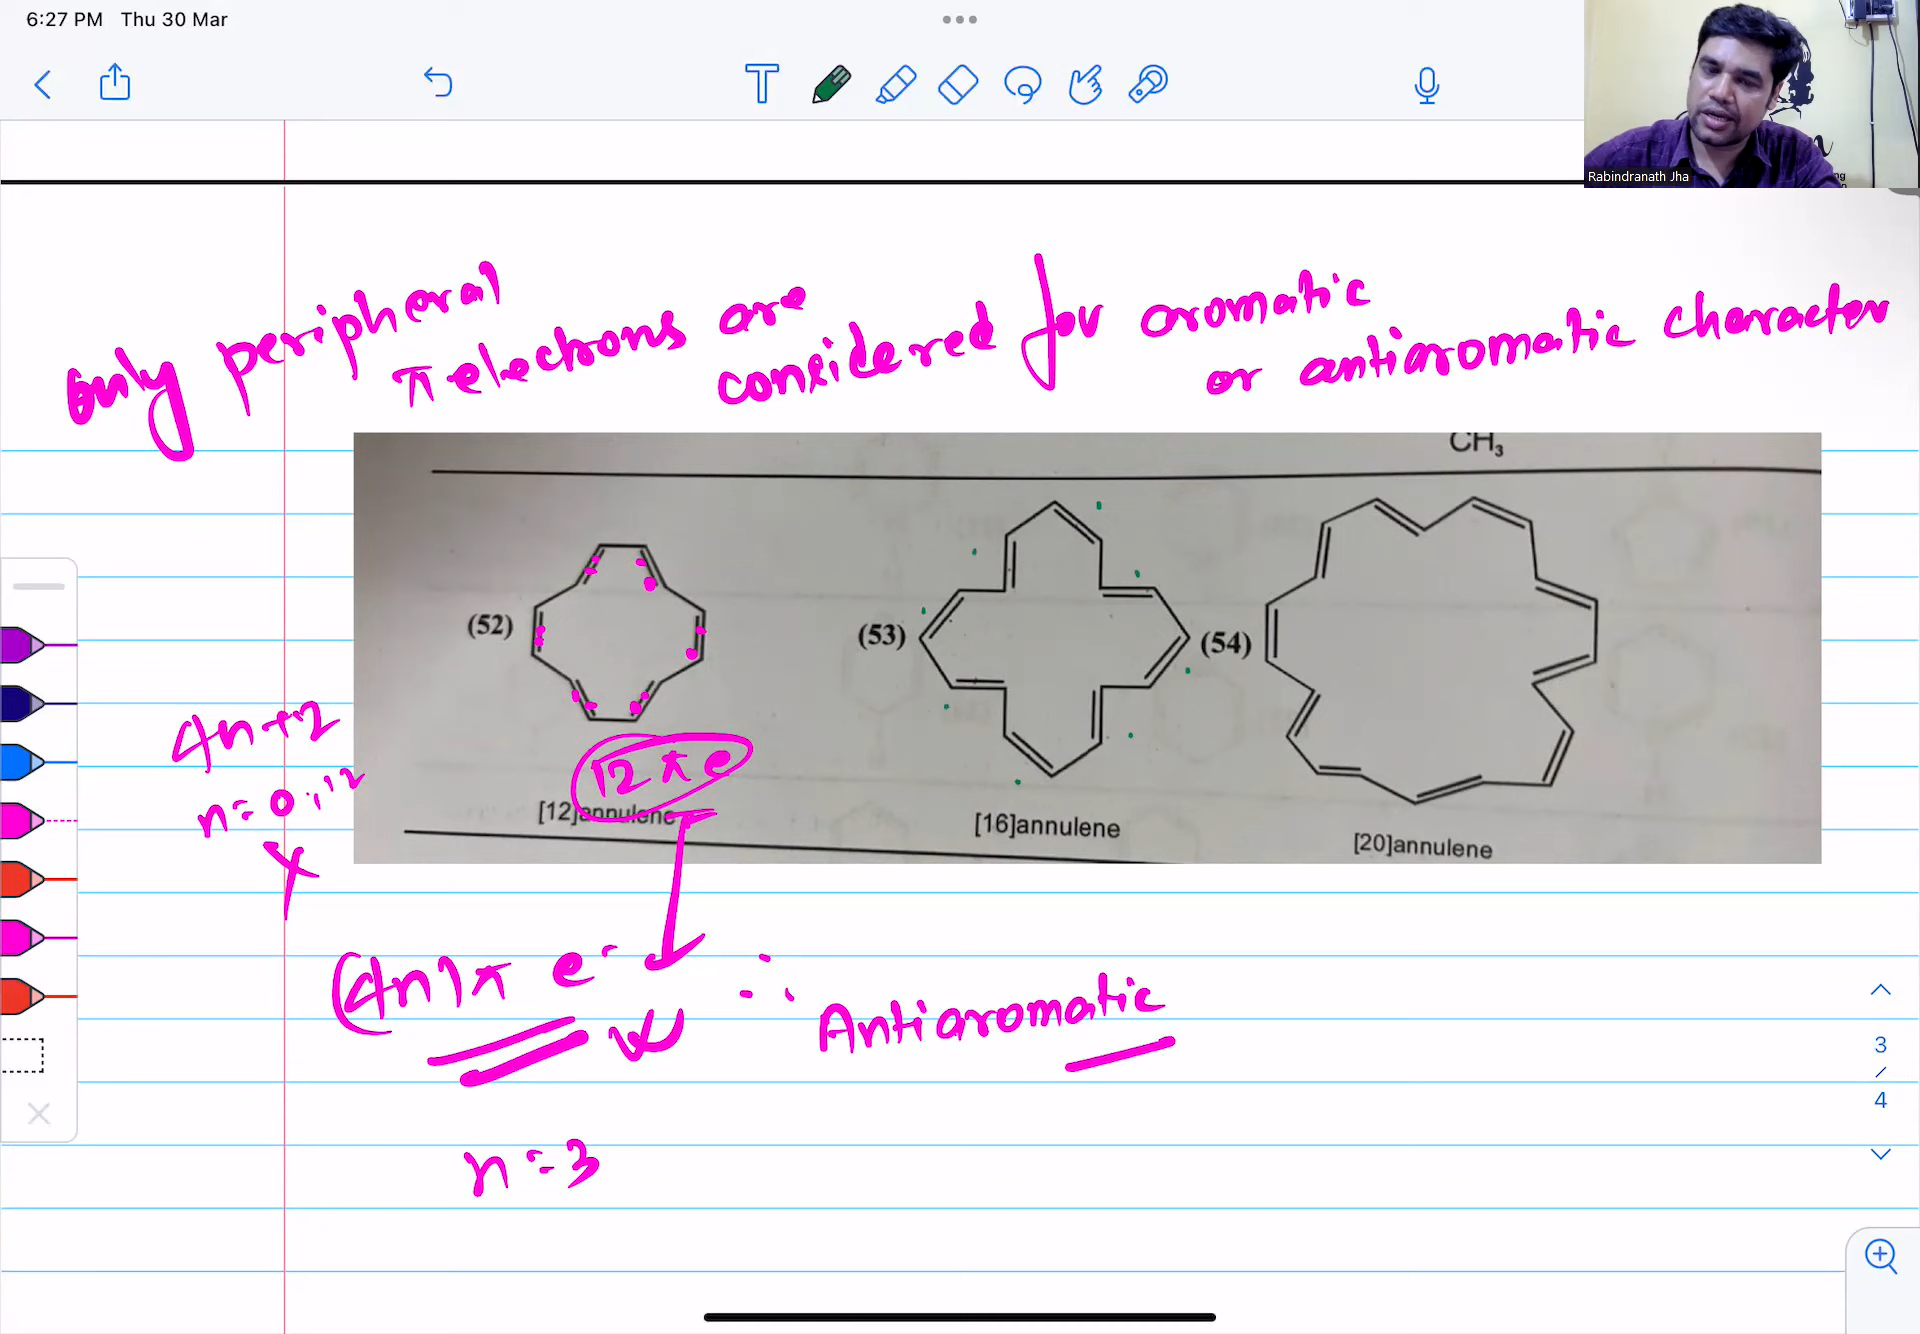 6:27 PM Thu 30 Mar
Rabindranath Jha
only peripheral
π electrons are
considered for aromatic
or antiaromatic character
CH3
(52)
(53)
(54)
12 π e
[12]annulene
[16]annulene
[20]annulene
4n+2
n=0,1,2
(4n)π e-
∴ Antiaromatic
n=3
3
/
4